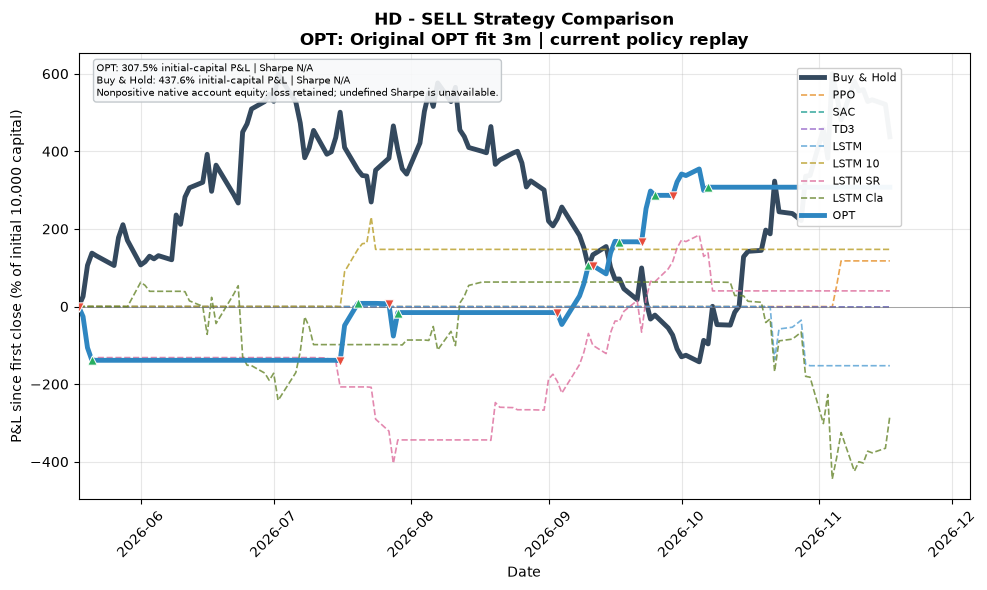 HD - SELL Strategy Comparison
OPT: Original OPT fit 3m | current policy replay
OPT: 307.5% initial-capital P&L | Sharpe N/A
Buy & Hold: 437.6% initial-capital P&L | Sharpe N/A
Nonpositive native account equity; loss retained; undefined Sharpe is unavailable.
Buy & Hold
PPO
SAC
TD3
LSTM
LSTM 10
LSTM SR
LSTM Cla
OPT
P&L since first close (% of initial 10,000 capital)
600
400
200
0
−200
−400
2026-06
2026-07
2026-08
2026-09
2026-10
2026-11
2026-12
Date